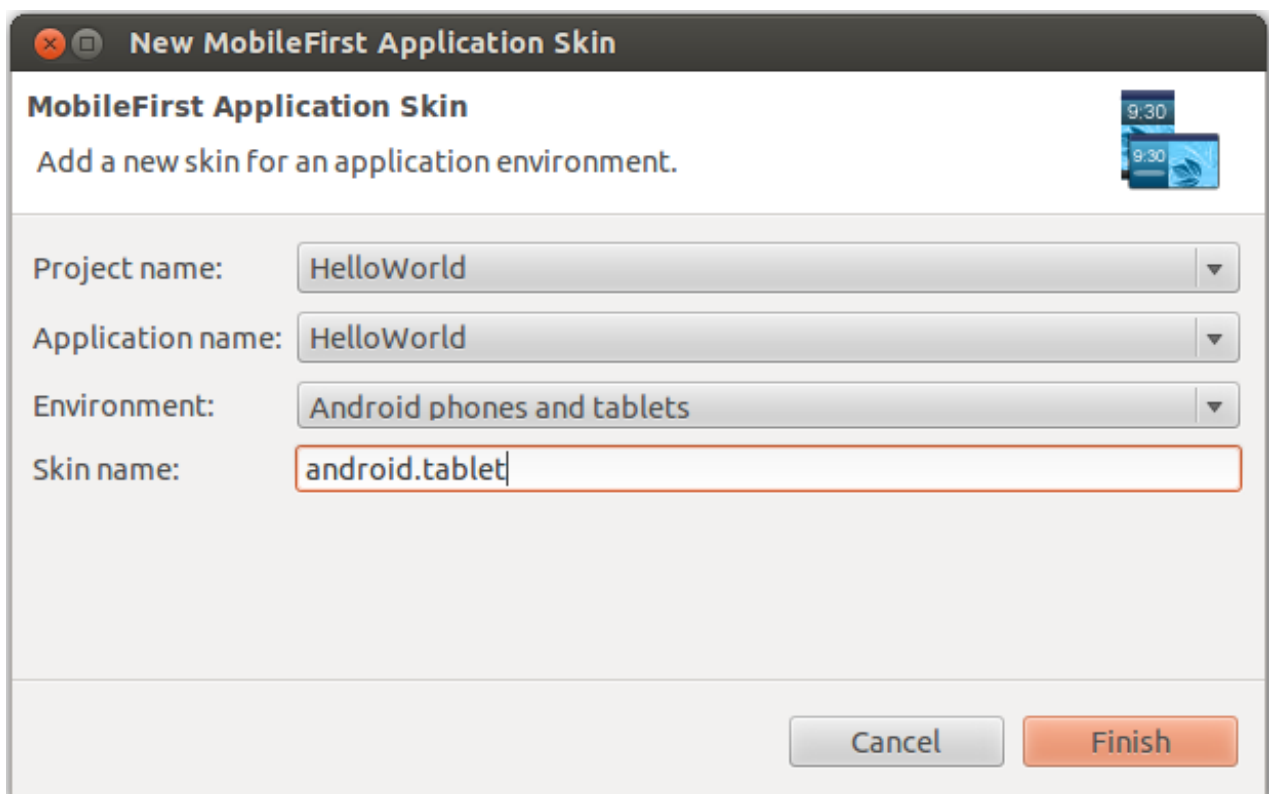 New MobileFirst Application Skin
MobileFirst Application Skin
Add a new skin for an application environment.
9:30
9:30
Project name: HelloWorld
Application name: HelloWorld
Environment: Android phones and tablets
Skin name: android.tablet
Cancel Finish